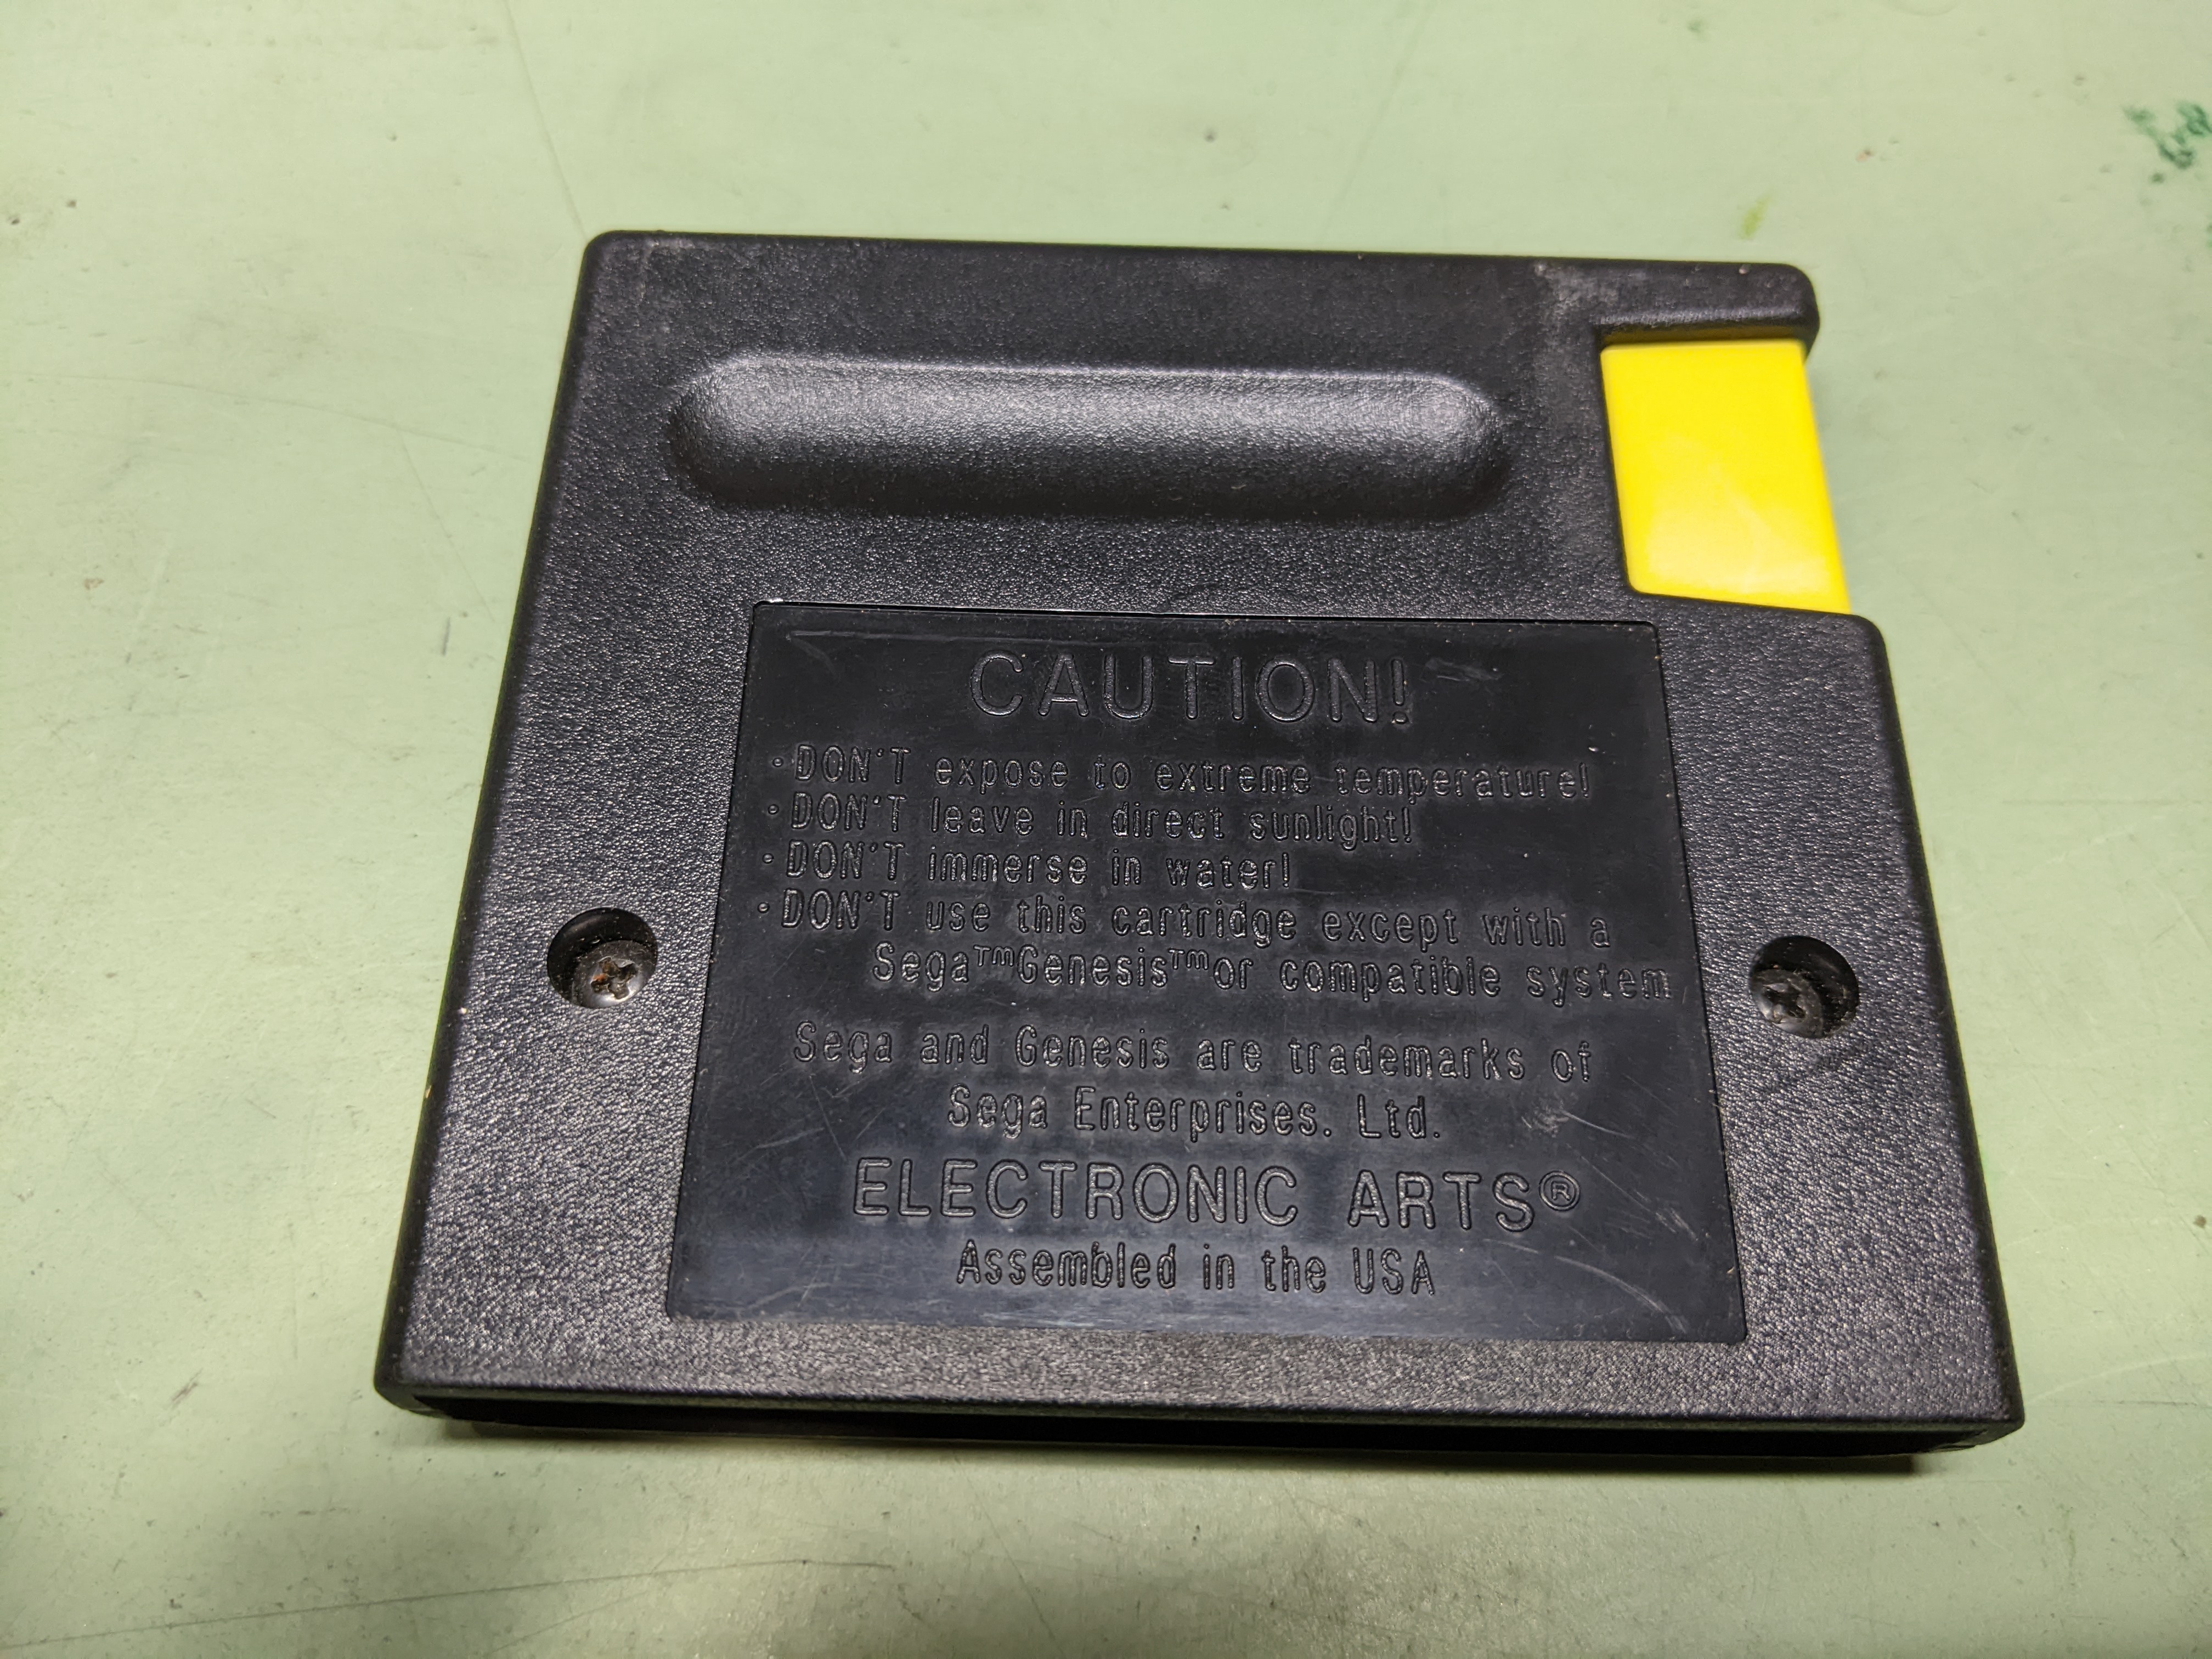 CAUTION!
·DON'T expose to extreme temperature!
·DON'T leave in direct sunlight!
·DON'T immerse in water!
·DON'T use this cartridge except with a
Sega™Genesis™or compatible system
Sega and Genesis are trademarks of
Sega Enterprises. Ltd.
ELECTRONIC ARTS®
Assembled in the USA